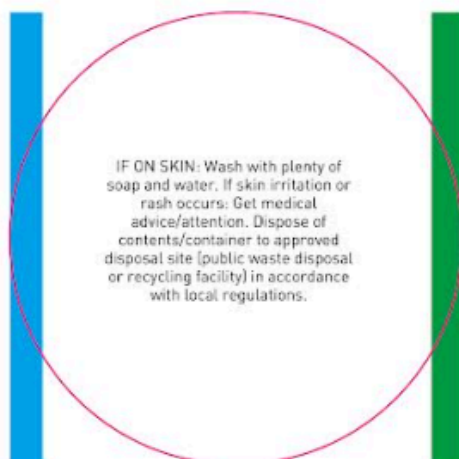 IF ON SKIN: Wash with plenty of
soap and water. If skin irritation or
rash occurs: Get medical
advice/attention. Dispose of
contents/container to approved
disposal site (public waste disposal
or recycling facility) in accordance
with local regulations.